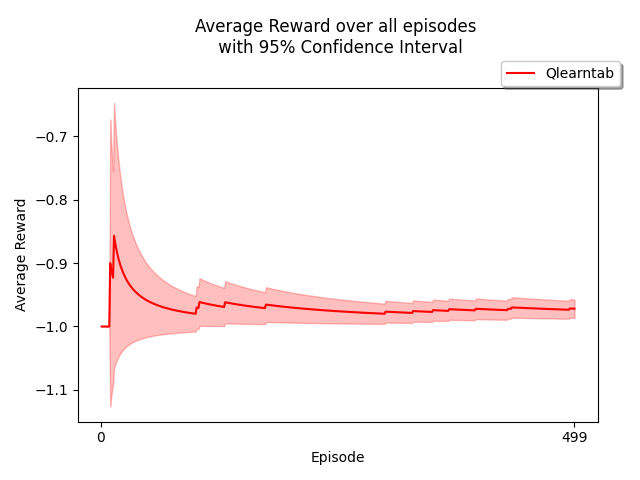 Average Reward over all episodes
with 95% Confidence Interval
Qlearntab
−0.7
−0.8
−0.9
−1.0
−1.1
Average Reward
0
499
Episode